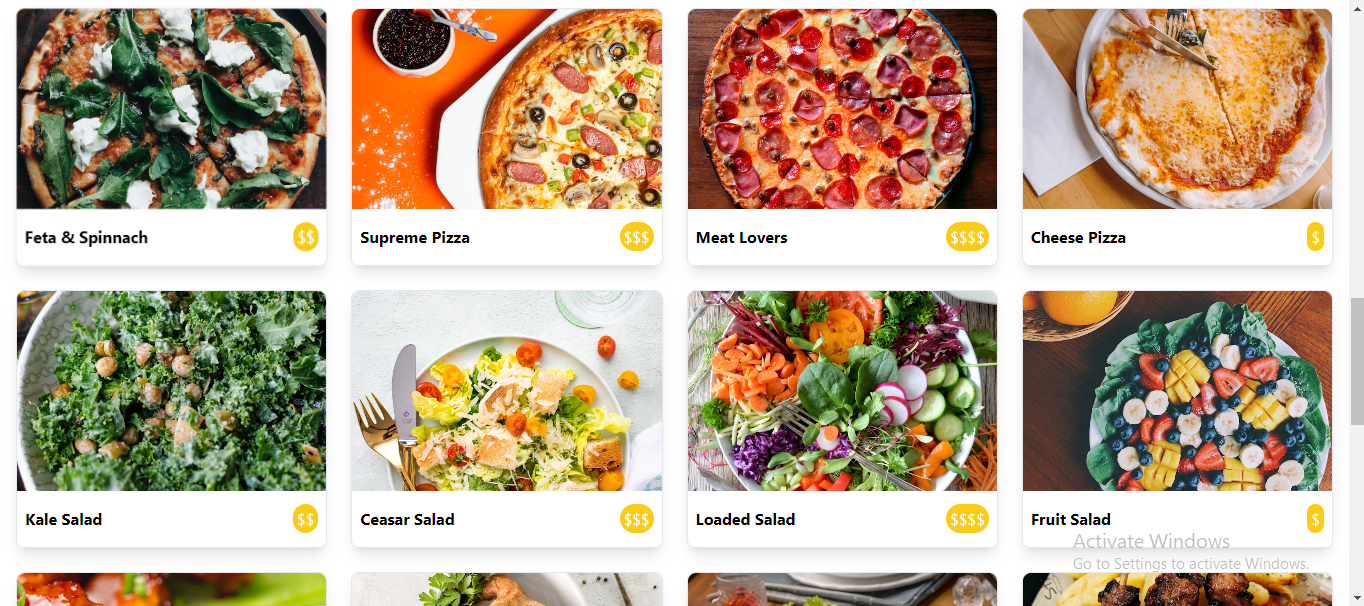 Feta & Spinnach $$
Supreme Pizza $$$
Meat Lovers $$$$
Cheese Pizza $
Kale Salad $$
Ceasar Salad $$$
Loaded Salad $$$$
Fruit Salad $
Activate Windows
Go to Settings to activate Windows.